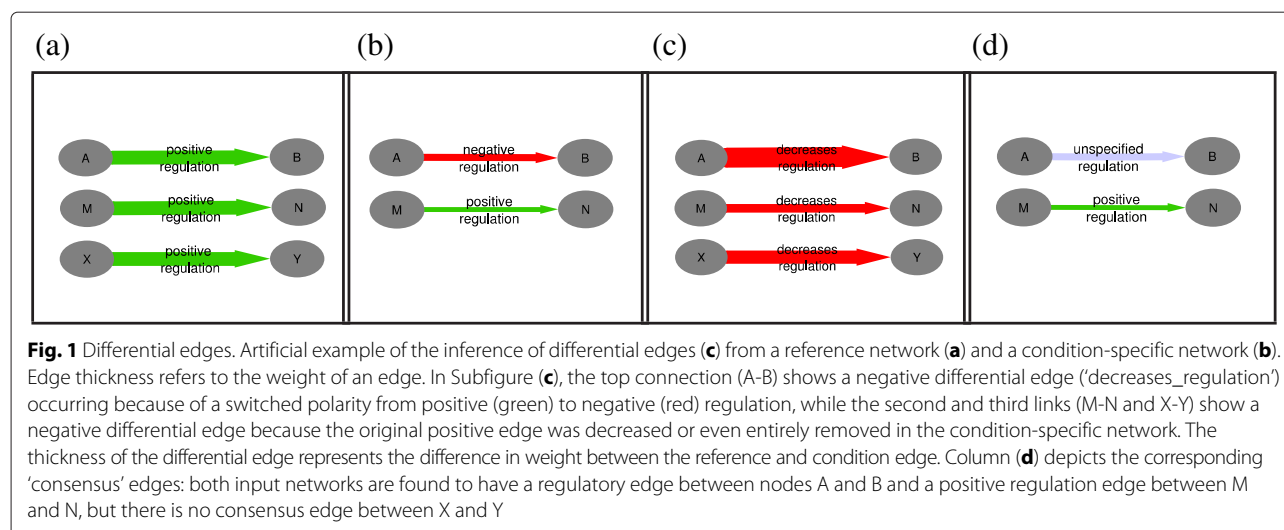 (a) (b) (c) (d)
A positive regulation B
M positive regulation N
X positive regulation Y
A negative regulation B
M positive regulation N
A decreases regulation B
M decreases regulation N
X decreases regulation Y
A unspecified regulation B
M positive regulation N
Fig. 1 Differential edges. Artificial example of the inference of differential edges (c) from a reference network (a) and a condition-specific network (b).
Edge thickness refers to the weight of an edge. In Subfigure (c), the top connection (A-B) shows a negative differential edge (‘decreases_regulation’)
occurring because of a switched polarity from positive (green) to negative (red) regulation, while the second and third links (M-N and X-Y) show a
negative differential edge because the original positive edge was decreased or even entirely removed in the condition-specific network. The
thickness of the differential edge represents the difference in weight between the reference and condition edge. Column (d) depicts the corresponding
‘consensus’ edges: both input networks are found to have a regulatory edge between nodes A and B and a positive regulation edge between M
and N, but there is no consensus edge between X and Y